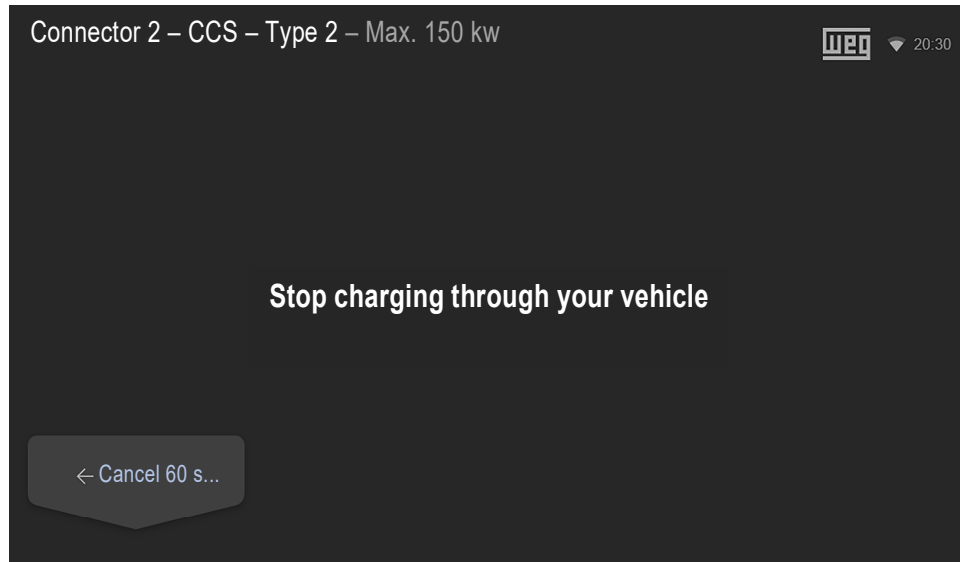 Connector 2 – CCS – Type 2 – Max. 150 kw
weg
20:30
Stop charging through your vehicle
← Cancel 60 s...